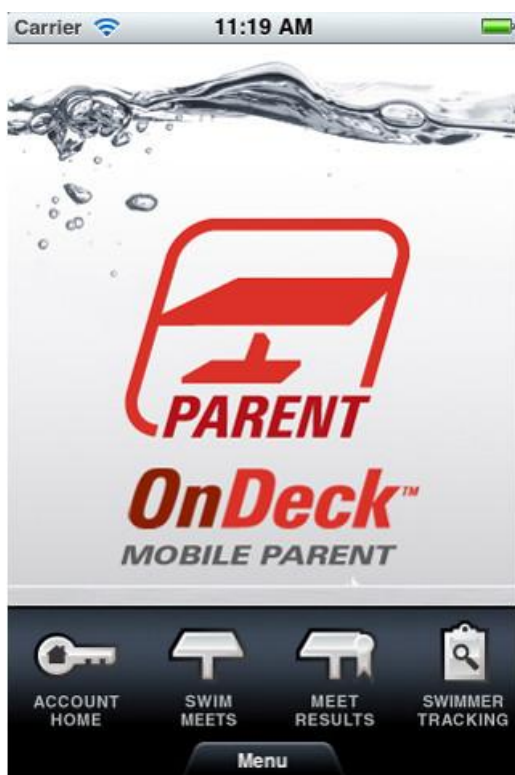 Carrier 11:19 AM
PARENT
OnDeck™
MOBILE PARENT
ACCOUNT HOME
SWIM MEETS
MEET RESULTS
SWIMMER TRACKING
Menu